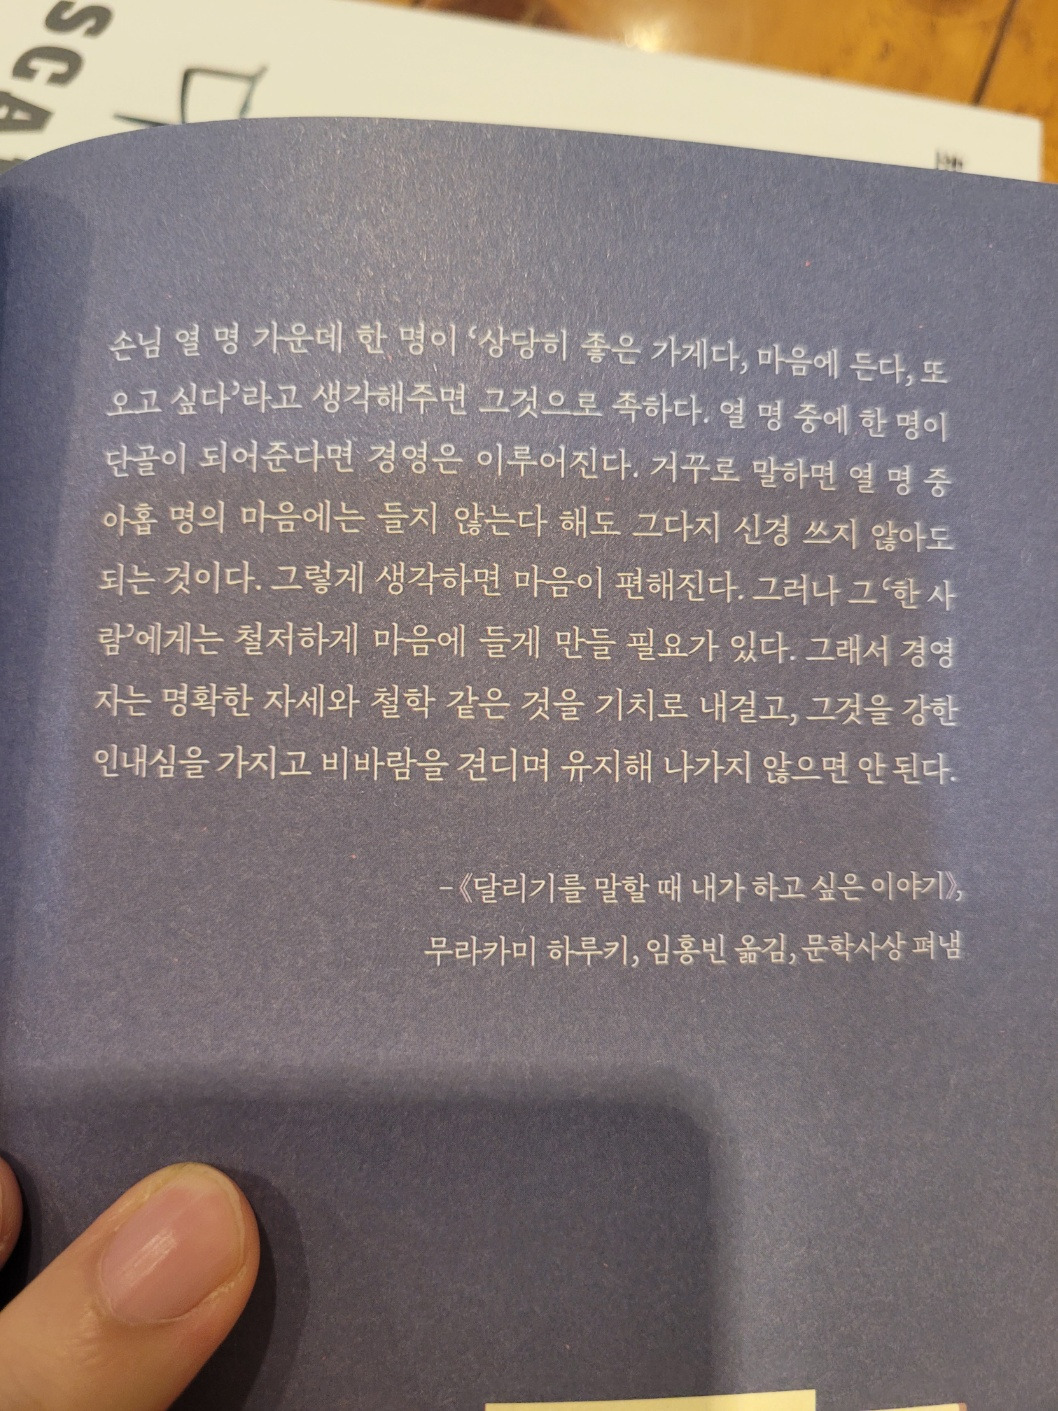 SCA
손님 열 명 가운데 한 명이 ‘상당히 좋은 가게다, 마음에 든다, 또
오고 싶다’라고 생각해주면 그것으로 족하다. 열 명 중에 한 명이
단골이 되어준다면 경영은 이루어진다. 거꾸로 말하면 열 명 중
아홉 명의 마음에는 들지 않는다 해도 그다지 신경 쓰지 않아도
되는 것이다. 그렇게 생각하면 마음이 편해진다. 그러나 그 ‘한 사
람’에게는 철저하게 마음에 들게 만들 필요가 있다. 그래서 경영
자는 명확한 자세와 철학 같은 것을 기치로 내걸고, 그것을 강한
인내심을 가지고 비바람을 견디며 유지해 나가지 않으면 안 된다.
–《달리기를 말할 때 내가 하고 싶은 이야기》,
무라카미 하루키, 임홍빈 옮김, 문학사상 펴냄